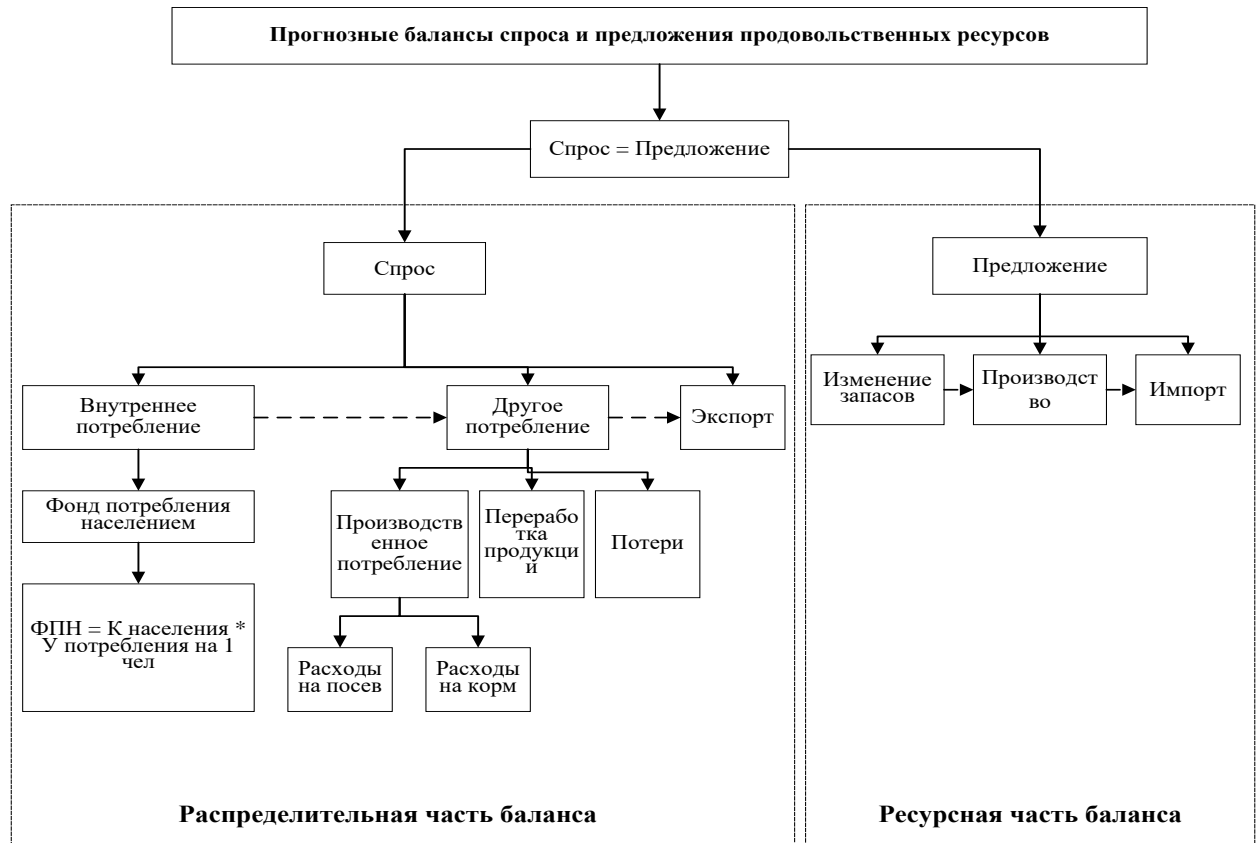 Прогнозные балансы спроса и предложения продовольственных ресурсов
Спрос = Предложение
Спрос
Предложение
Внутреннее
потребление
Другое
потребление
Экспорт
Изменение
запасов
Производст
во
Импорт
Фонд потребления
населением
Производств
енное
потребление
Перерабо
тка
продукци
и
Потери
ФПН = К населения *
У потребления на 1
чел
Расходы
на посев
Расходы
на корм
Распределительная часть баланса
Ресурсная часть баланса